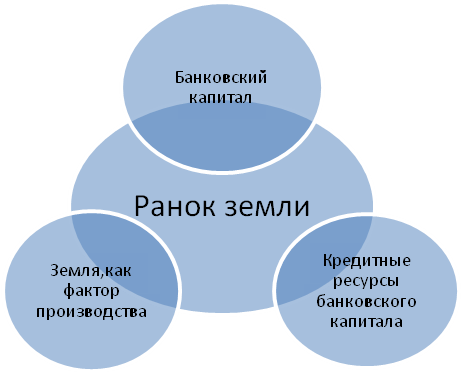 Банковский
капитал
Ранок земли
Земля,как
фактор
производства
Кредитные
ресурсы
банковского
капитала